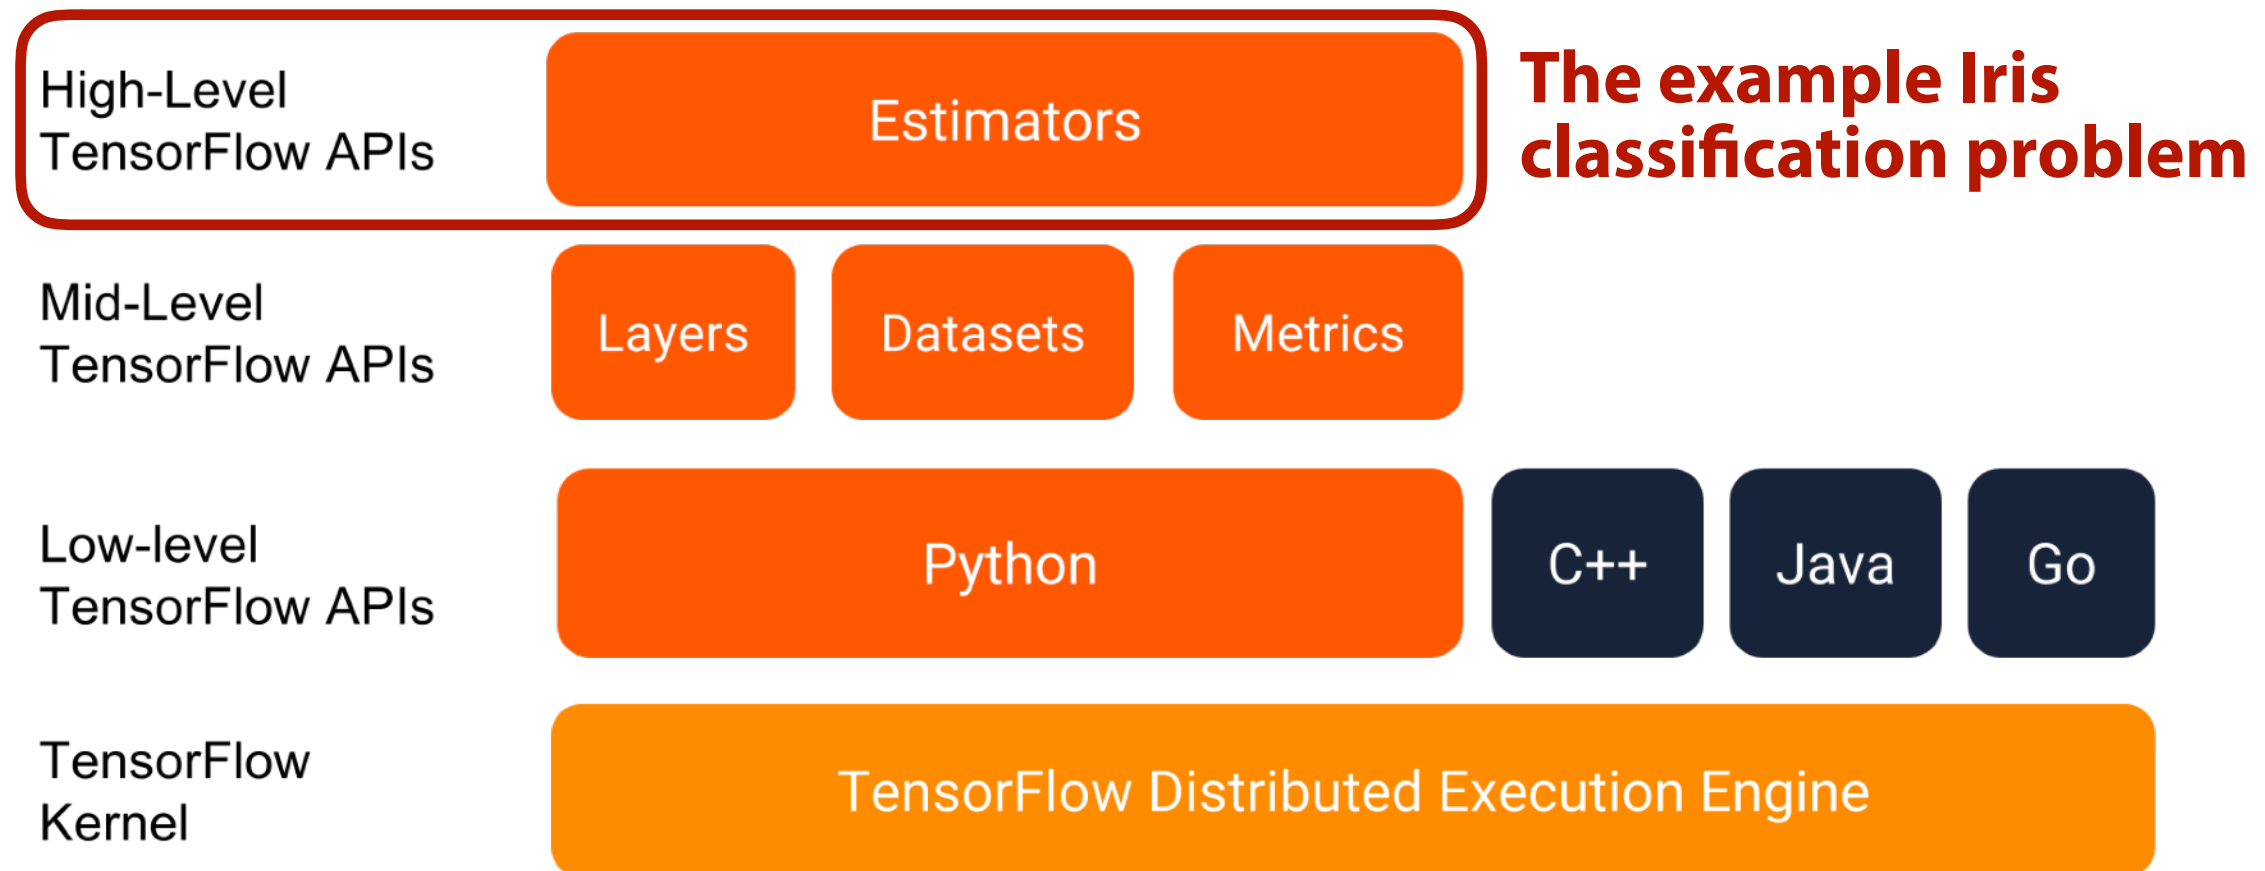 High-Level
TensorFlow APIs
Estimators
The example Iris
classification problem
Mid-Level
TensorFlow APIs
Layers
Datasets
Metrics
Low-level
TensorFlow APIs
Python
C++
Java
Go
TensorFlow
Kernel
TensorFlow Distributed Execution Engine